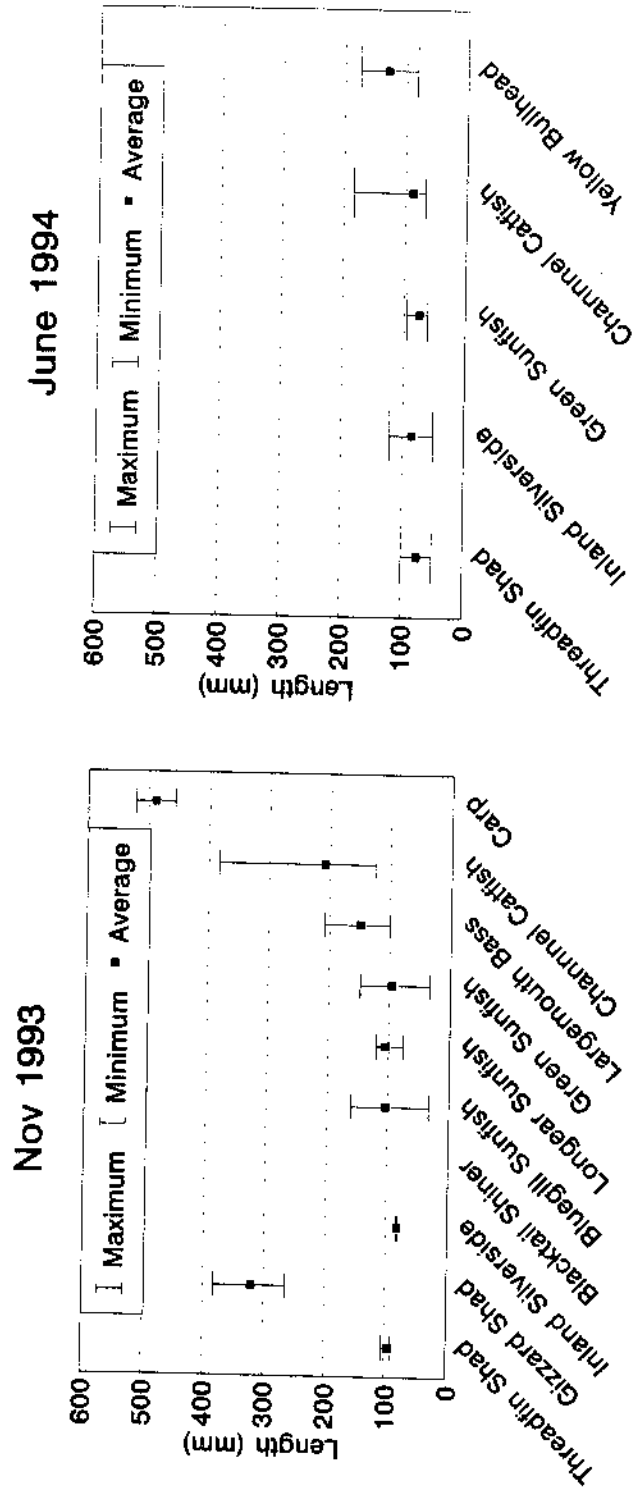 Nov 1993
Maximum Minimum Average
600
500
400
300
200
100
0
Length (mm)
Threadfin Shad
Gizzard Shad
Inland Silverside
Blacktail Shiner
Bluegill Sunfish
Longear Sunfish
Green Sunfish
Largemouth Bass
Channnel Catfish
Carp
June 1994
Maximum Minimum Average
600
500
400
300
200
100
0
Length (mm)
Threadfin Shad
Inland Silverside
Green Sunfish
Channnel Catfish
Yellow Bullhead